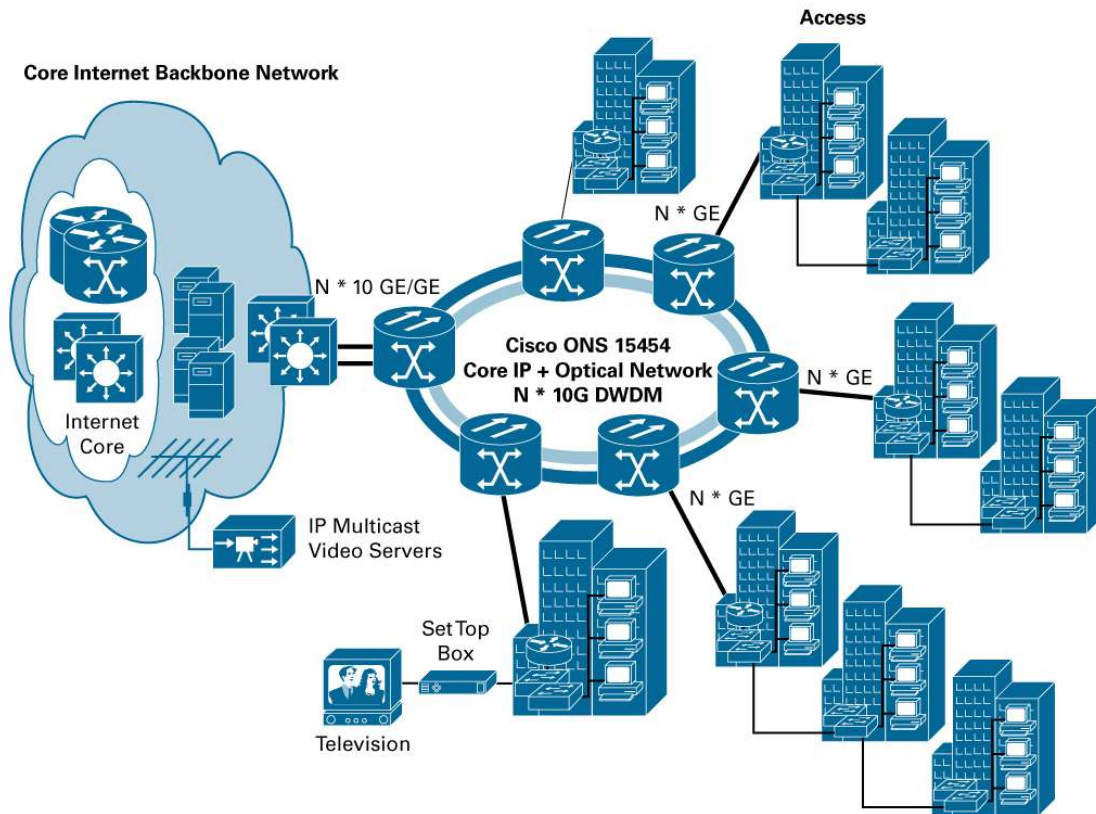 Access
Core Internet Backbone Network
N * GE
N * 10 GE/GE
Cisco ONS 15454
Core IP + Optical Network
N * 10G DWDM
N * GE
Internet
Core
N * GE
IP Multicast
Video Servers
Set Top
Box
Television